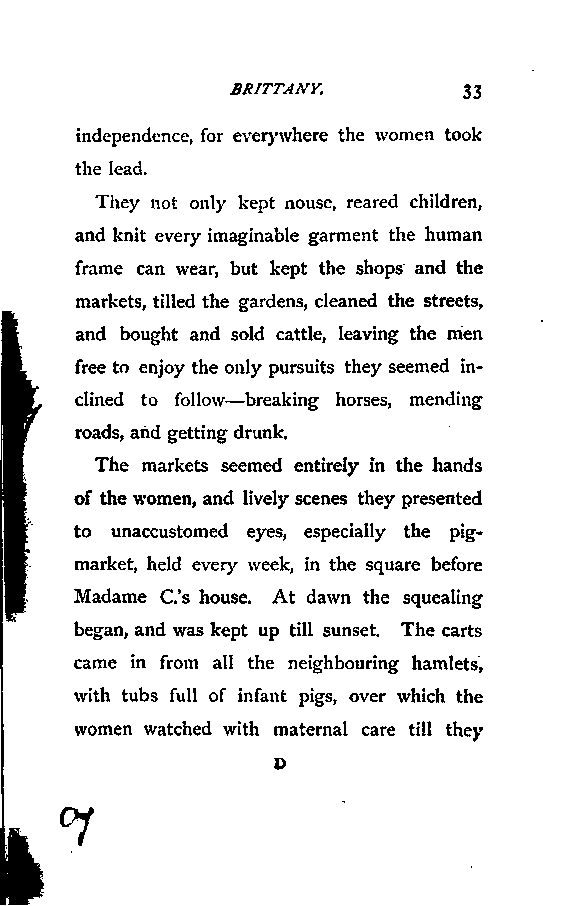 BRITTANY. 33
independence, for everywhere the women took
the lead.
They not only kept nouse, reared children,
and knit every imaginable garment the human
frame can wear, but kept the shops and the
markets, tilled the gardens, cleaned the streets,
and bought and sold cattle, leaving the men
free to enjoy the only pursuits they seemed in-
clined to follow—breaking horses, mending
roads, and getting drunk.
The markets seemed entirely in the hands
of the women, and lively scenes they presented
to unaccustomed eyes, especially the pig-
market, held every week, in the square before
Madame C.'s house. At dawn the squealing
began, and was kept up till sunset. The carts
came in from all the neighbouring hamlets,
with tubs full of infant pigs, over which the
women watched with maternal care till they
D